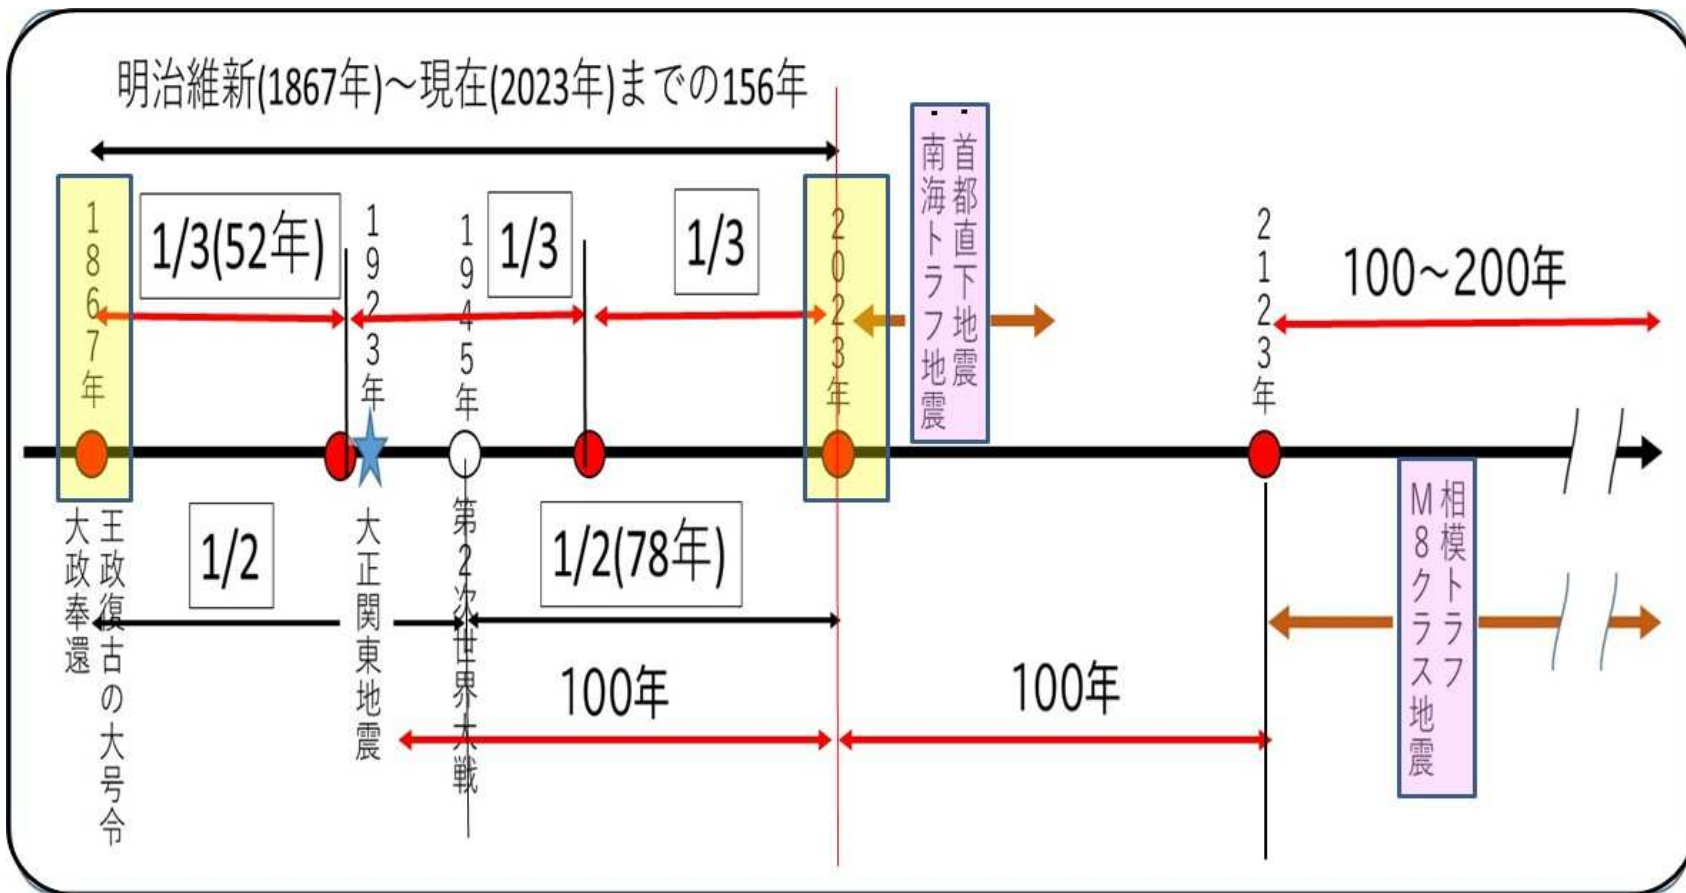 明治維新(1867年)～現在(2023年)までの156年
1867年
1/3(52年)
1923年
1945年
1/3
1/3
2023年
・首都直下地震
・南海トラフ地震
2123年
100～200年
王政復古の大号令
大政奉還
1/2
大正関東地震
第2次世界大戦
1/2(78年)
相模トラフ
M8クラス地震
100年
100年